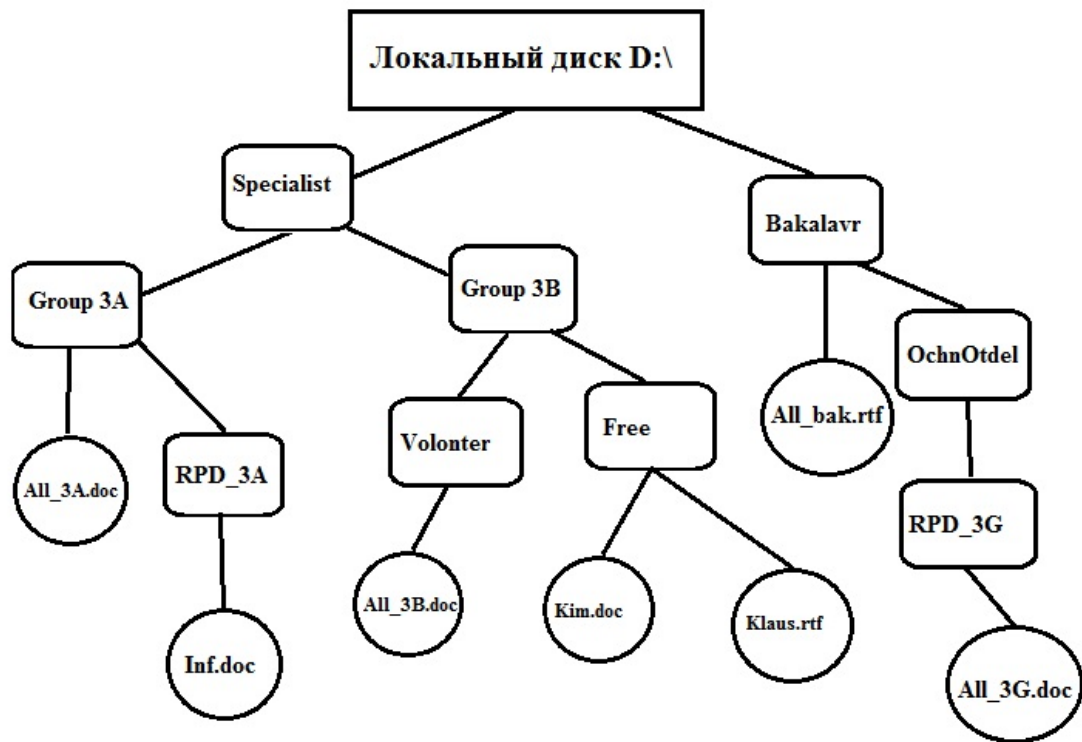 Локальный диск D:\
Specialist
Bakalavr
Group 3A
Group 3B
OchnOtdel
All_bak.rtf
Volonter
Free
RPD_3A
All_3A.doc
RPD_3G
All_3B.doc
Kim.doc
Klaus.rtf
Inf.doc
All_3G.doc